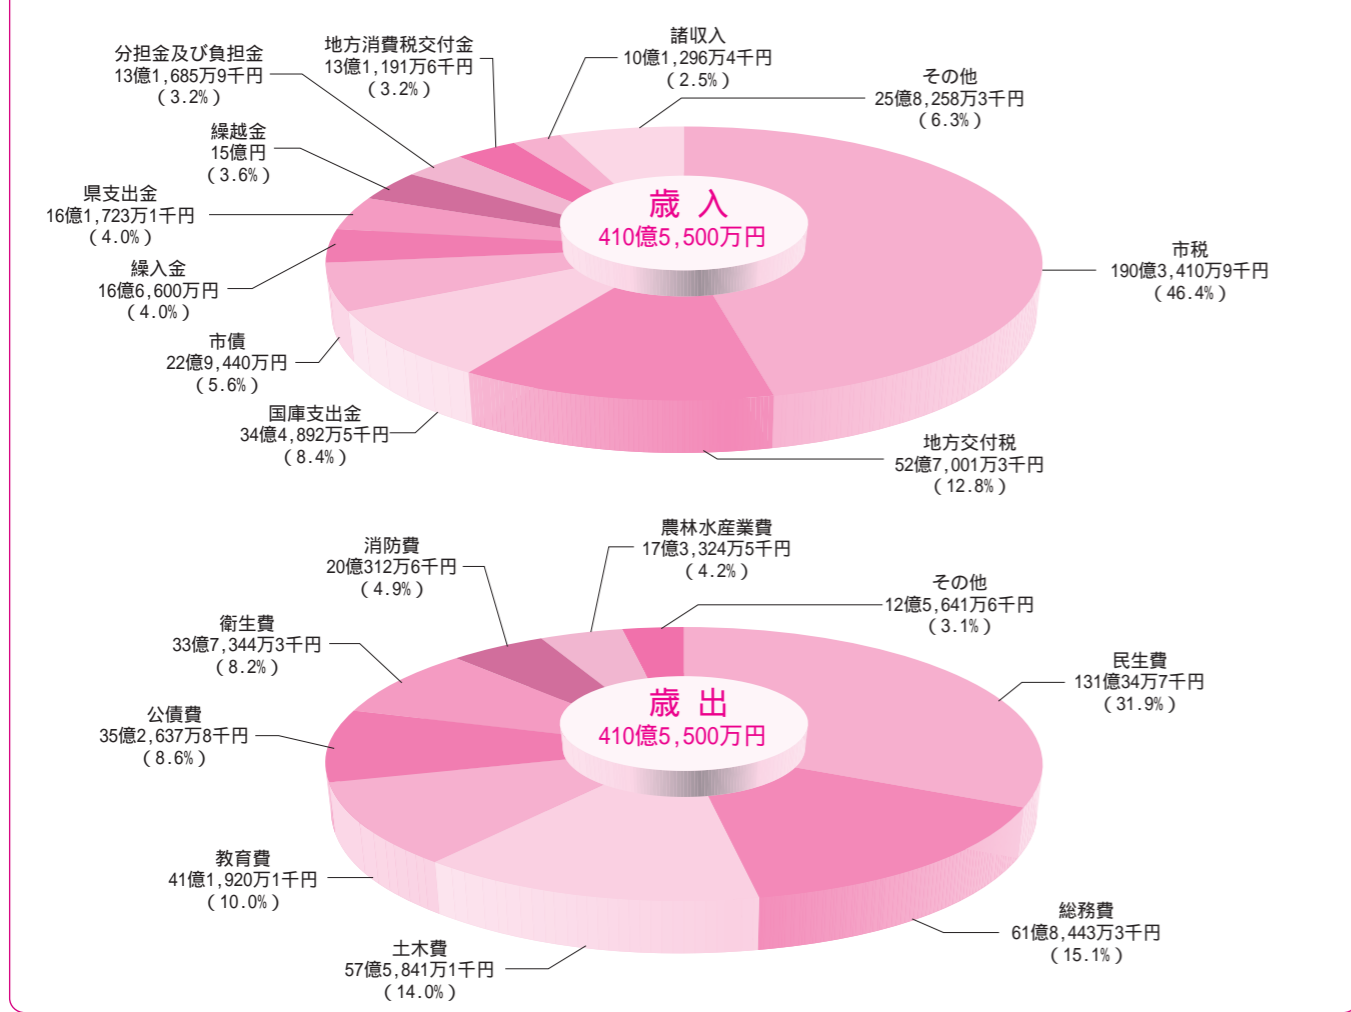 歳入
410億5,500万円
市税
190億3,410万9千円
(46.4%)
地方交付税
52億7,001万3千円
(12.8%)
国庫支出金
34億4,892万5千円
(8.4%)
市債
22億9,440万円
(5.6%)
繰入金
16億6,600万円
(4.0%)
県支出金
16億1,723万1千円
(4.0%)
繰越金
15億円
(3.6%)
分担金及び負担金
13億1,685万9千円
(3.2%)
地方消費税交付金
13億1,191万6千円
(3.2%)
諸収入
10億1,296万4千円
(2.5%)
その他
25億8,258万3千円
(6.3%)
歳出
410億5,500万円
民生費
131億34万7千円
(31.9%)
総務費
61億8,443万3千円
(15.1%)
土木費
57億5,841万1千円
(14.0%)
教育費
41億1,920万1千円
(10.0%)
公債費
35億2,637万8千円
(8.6%)
衛生費
33億7,344万3千円
(8.2%)
消防費
20億312万6千円
(4.9%)
農林水産業費
17億3,324万5千円
(4.2%)
その他
12億5,641万6千円
(3.1%)